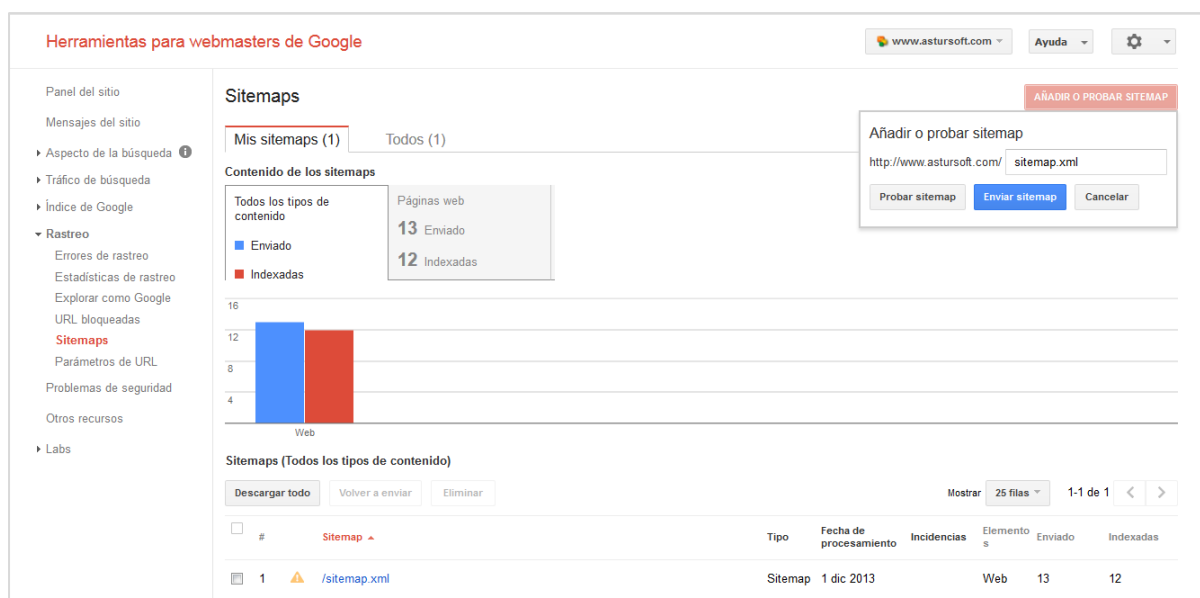 Herramientas para webmasters de Google
www.astursoft.com
Ayuda
Panel del sitio
Mensajes del sitio
Aspecto de la búsqueda
Tráfico de búsqueda
Índice de Google
Rastreo
Errores de rastreo
Estadísticas de rastreo
Explorar como Google
URL bloqueadas
Sitemaps
Parámetros de URL
Problemas de seguridad
Otros recursos
Labs
Sitemaps
AÑADIR O PROBAR SITEMAP
Añadir o probar sitemap
http://www.astursoft.com/ sitemap.xml
Probar sitemap Enviar sitemap Cancelar
Mis sitemaps (1) Todos (1)
Contenido de los sitemaps
Todos los tipos de
contenido
Enviado
Indexadas
Páginas web
13 Enviado
12 Indexadas
16
12
8
4
Web
Sitemaps (Todos los tipos de contenido)
Descargar todo Volver a enviar Eliminar Mostrar 25 filas 1-1 de 1
# Sitemap Tipo Fecha de procesamiento Incidencias Elementos Enviado Indexadas
1 /sitemap.xml Sitemap 1 dic 2013 Web 13 12